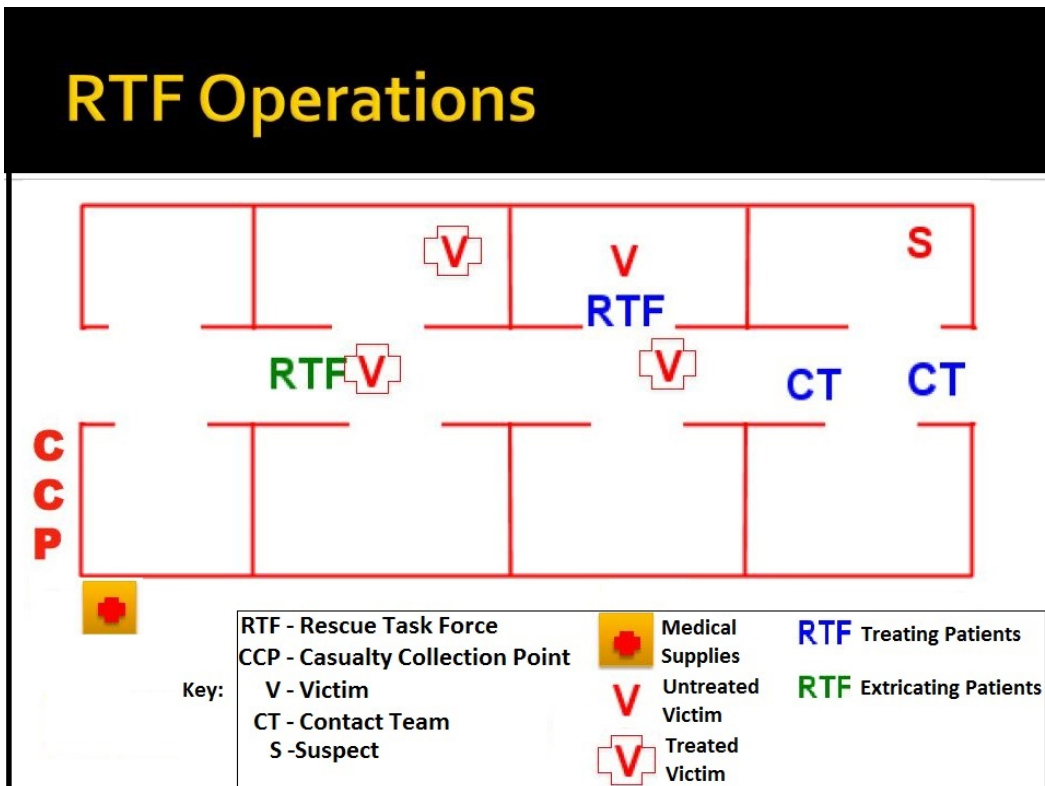 RTF Operations
V
V
S
RTF
RTF V
V
CT
CT
C
C
P
Key:
RTF - Rescue Task Force
CCP - Casualty Collection Point
V - Victim
CT - Contact Team
S -Suspect
Medical
Supplies
V
Untreated
Victim
V
Treated
Victim
RTF Treating Patients
RTF Extricating Patients